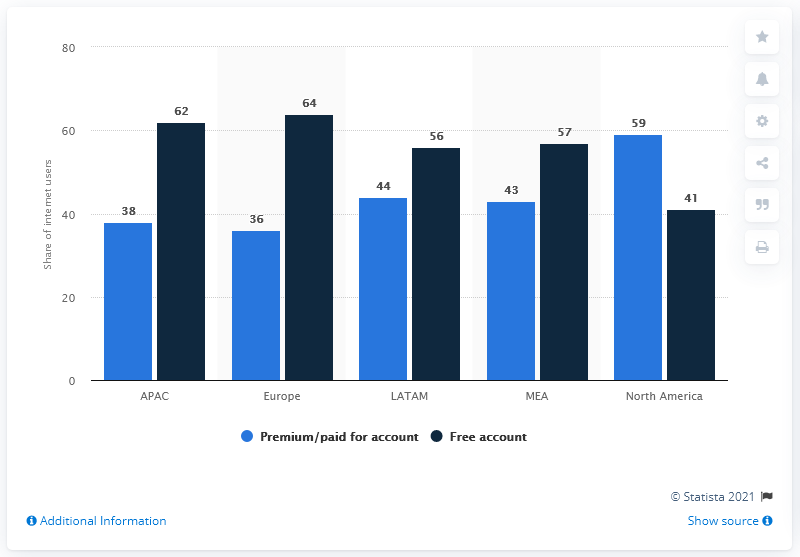 80
60
40
20
0
Share of internet users
38
62
36
64
44
56
43
57
59
41
APAC
Europe
LATAM
MEA
North America
Premium/paid for account
Free account
© Statista 2021
Additional Information
Show source